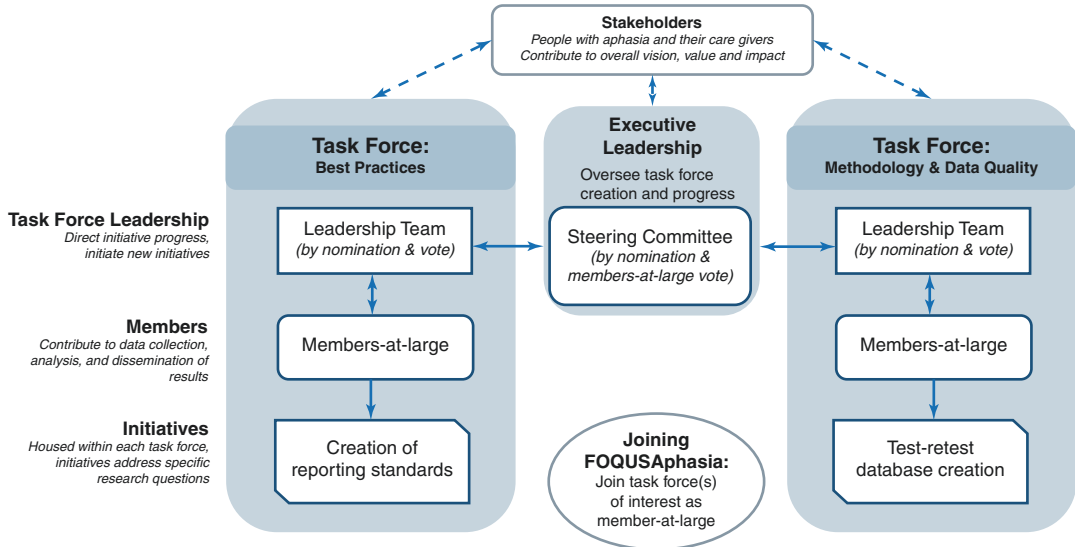 Stakeholders
People with aphasia and their care givers
Contribute to overall vision, value and impact
Task Force:
Best Practices
Executive
Leadership
Oversee task force
creation and progress
Task Force:
Methodology & Data Quality
Task Force Leadership
Direct initiative progress,
initiate new initiatives
Leadership Team
(by nomination & vote)
Steering Committee
(by nomination &
members-at-large vote)
Leadership Team
(by nomination & vote)
Members
Contribute to data collection,
analysis, and dissemination of
results
Members-at-large
Members-at-large
Initiatives
Housed within each task force,
initiatives address specific
research questions
Creation of
reporting standards
Joining
FOQUSAphasia:
Join task force(s)
of interest as
member-at-large
Test-retest
database creation